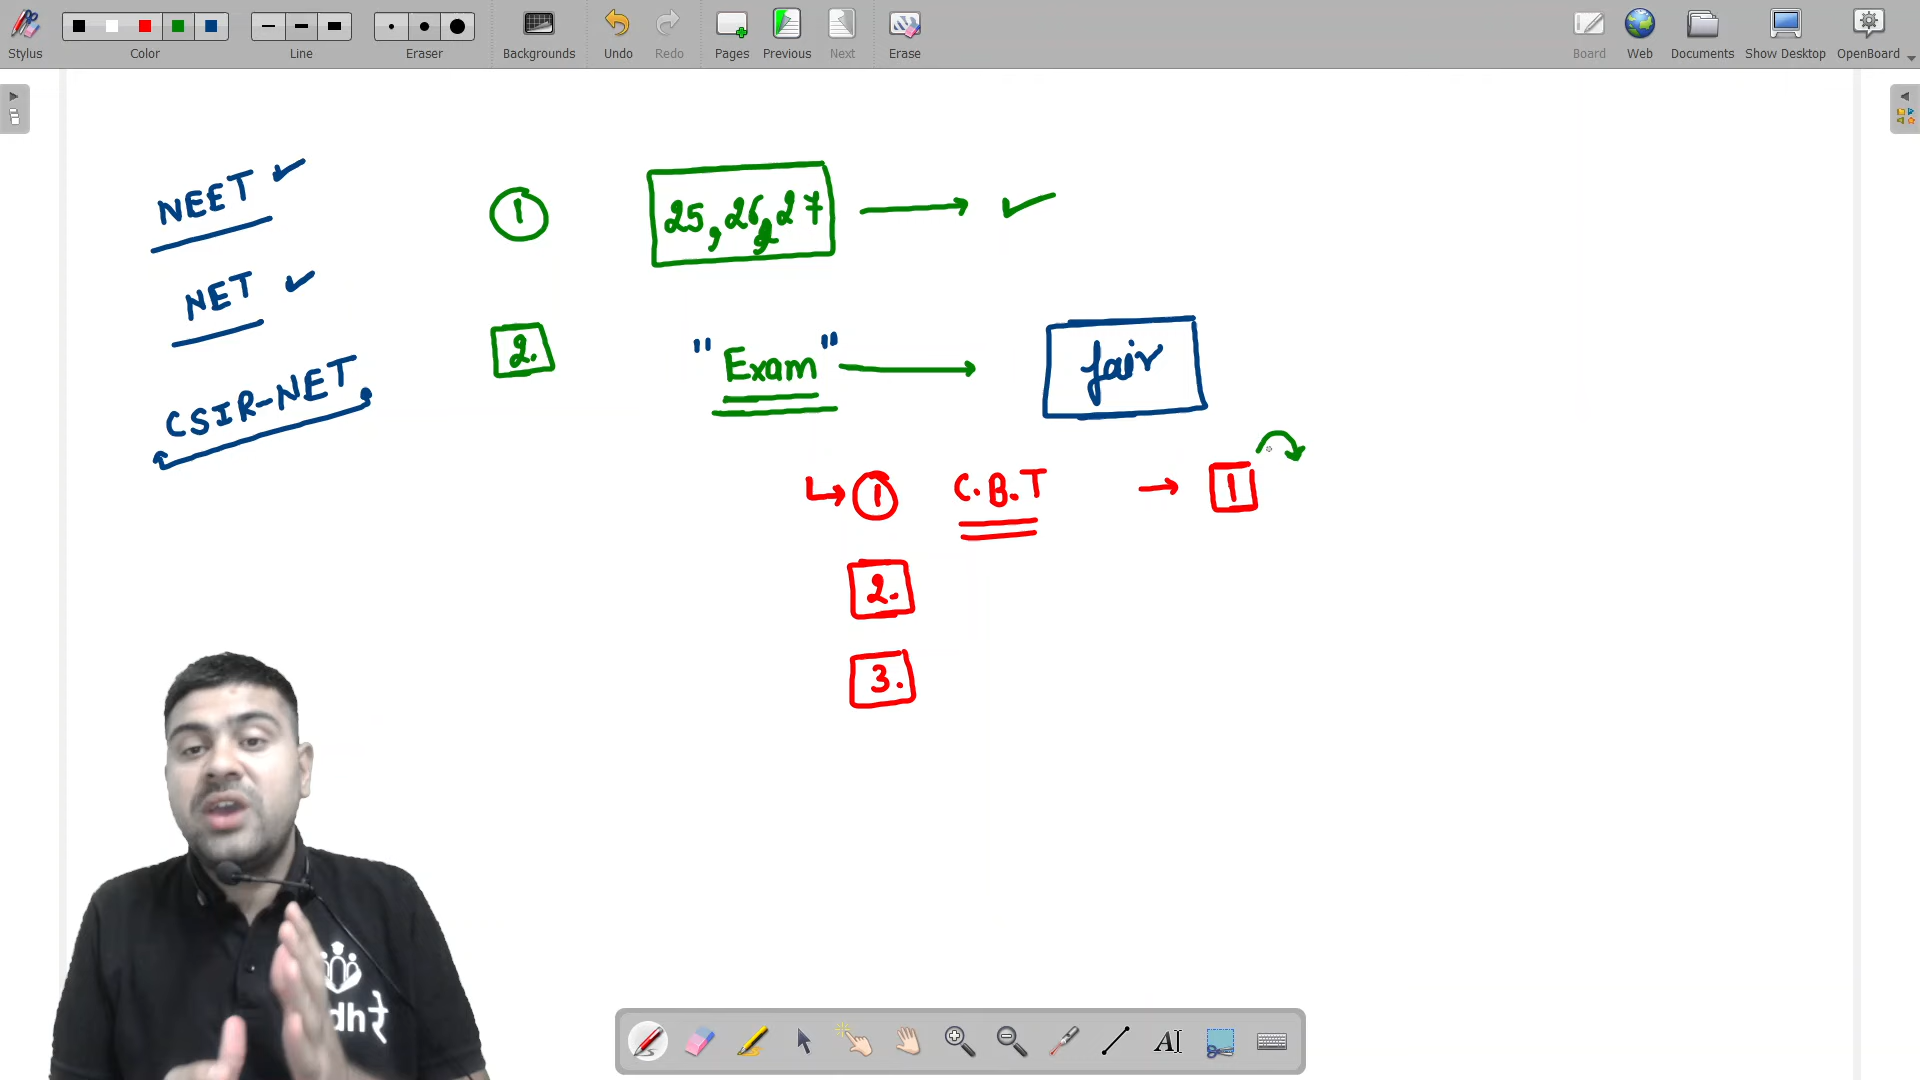 Stylus Color Line Eraser Backgrounds Undo Redo Pages Previous Next Erase Board Web Documents Show Desktop OpenBoard
NEET ✓
1 25, 26, 27 → ✓
NET ✓
2. "Exam" → fair
CSIR-NET
1 C.B.T → 1
2.
3.
dhरे